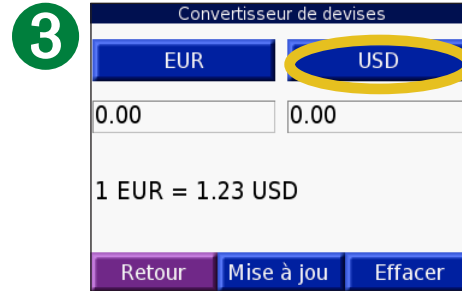 3
Convertisseur de devises
EUR USD
0.00 0.00
1 EUR = 1.23 USD
Retour Mise à jou Effacer